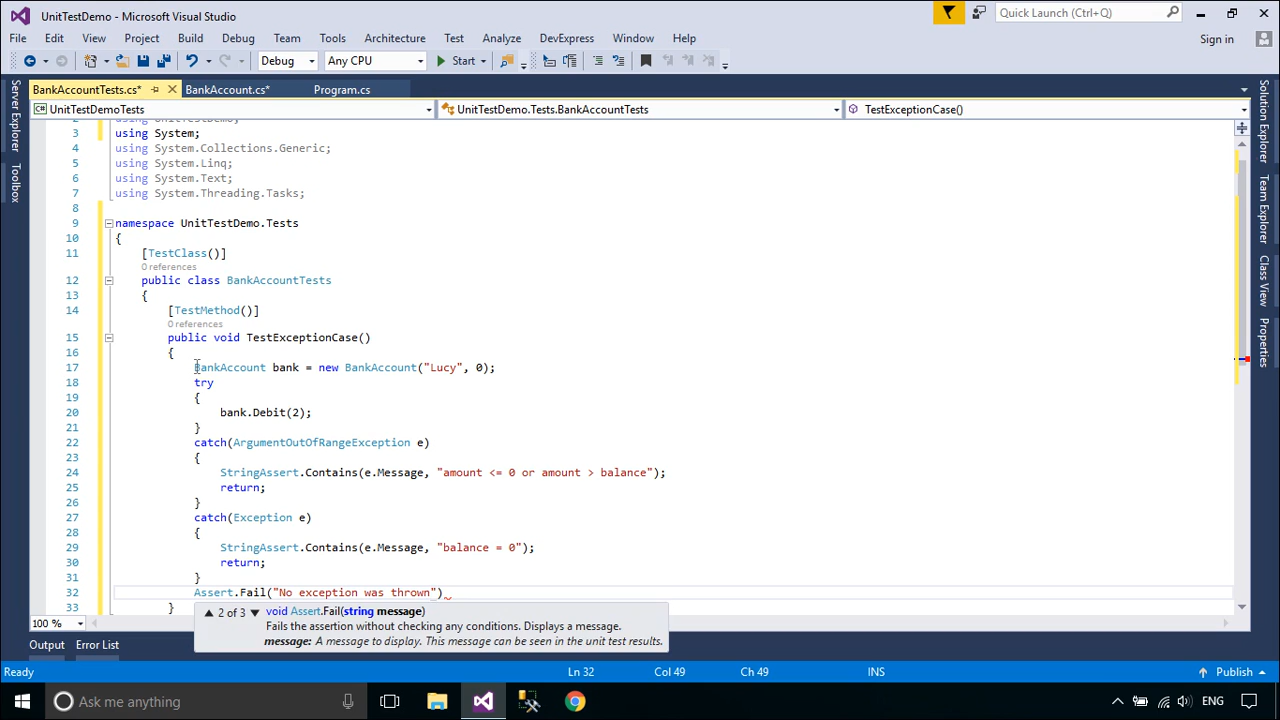 UnitTestDemo - Microsoft Visual Studio
Quick Launch (Ctrl+Q)
File Edit View Project Build Debug Team Tools Architecture Test Analyze DevExpress Window Help
Sign in
Debug Any CPU Start
BankAccountTests.cs* BankAccount.cs* Program.cs
UnitTestDemoTests UnitTestDemo.Tests.BankAccountTests TestExceptionCase()
Server Explorer
Toolbox
Solution Explorer
Team Explorer
Class View
Properties
2 using UnitTestDemo;
3 using System;
4 using System.Collections.Generic;
5 using System.Linq;
6 using System.Text;
7 using System.Threading.Tasks;
8
9 namespace UnitTestDemo.Tests
10 {
11 [TestClass()]
0 references
12 public class BankAccountTests
13 {
14 [TestMethod()]
0 references
15 public void TestExceptionCase()
16 {
17 BankAccount bank = new BankAccount("Lucy", 0);
18 try
19 {
20 bank.Debit(2);
21 }
22 catch(ArgumentOutOfRangeException e)
23 {
24 StringAssert.Contains(e.Message, "amount <= 0 or amount > balance");
25 return;
26 }
27 catch(Exception e)
28 {
29 StringAssert.Contains(e.Message, "balance = 0");
30 return;
31 }
32 Assert.Fail("No exception was thrown")
33 }
2 of 3 void Assert.Fail(string message)
Fails the assertion without checking any conditions. Displays a message.
message: A message to display. This message can be seen in the unit test results.
100 %
Output Error List
Ready Ln 32 Col 49 Ch 49 INS Publish
Ask me anything
ENG